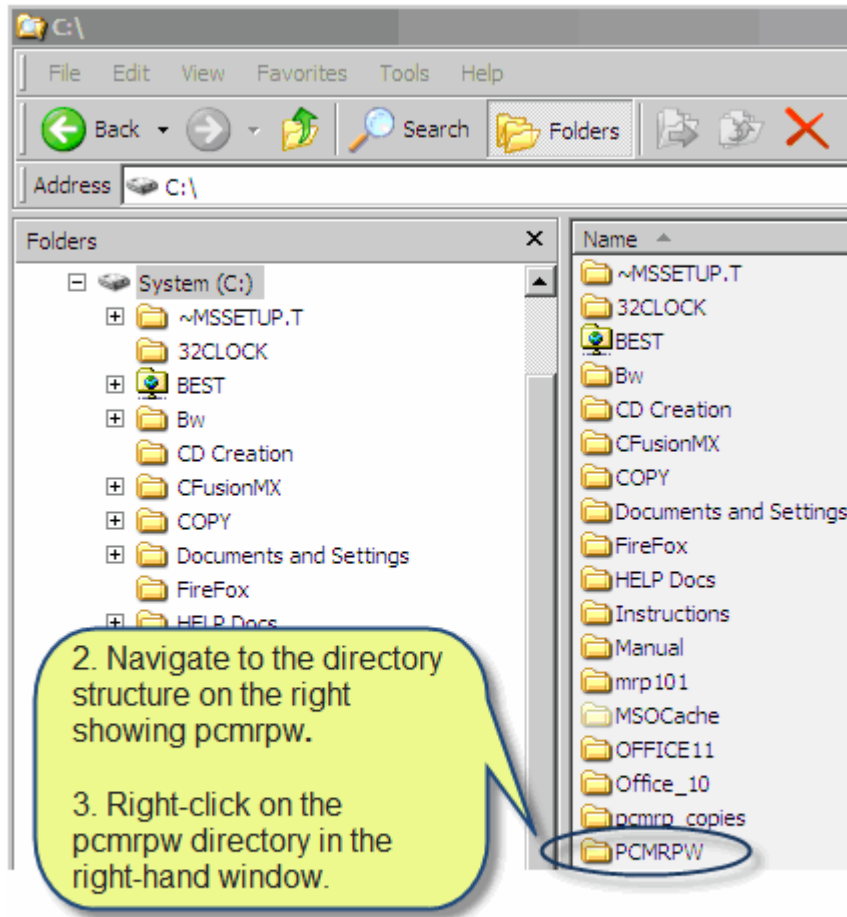 C:\
File Edit View Favorites Tools Help
Back Search Folders
Address C:\
Folders
System (C:)
~MSSETUP.T
32CLOCK
BEST
Bw
CD Creation
CFusionMX
COPY
Documents and Settings
FireFox
HELP Docs
2. Navigate to the directory
structure on the right
showing pcmrpw.
3. Right-click on the
pcmrpw directory in the
right-hand window.
Name
~MSSETUP.T
32CLOCK
BEST
Bw
CD Creation
CFusionMX
COPY
Documents and Settings
FireFox
HELP Docs
Instructions
Manual
mrp101
MSOCache
OFFICE11
Office_10
pcmrp_copies
PCMRPW